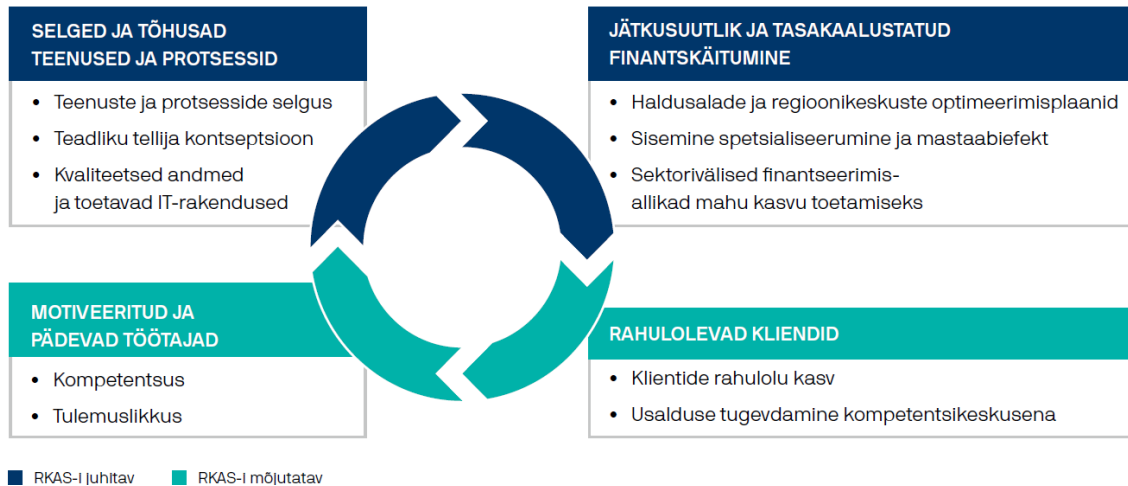 SELGED JA TÕHUSAD
TEENUSED JA PROTSESSID
• Teenuste ja protsesside selgus
• Teadliku tellija kontseptsioon
• Kvaliteetsed andmed
ja toetavad IT-rakendused
JÄTKUSUUTLIK JA TASAKAALUSTATUD
FINANTSKÄITUMINE
• Haldusalade ja regioonikeskuste optimeerimisplaanid
• Sisemine spetsialiseerumine ja mastaabiefekt
• Sektorivälised finantseerimis-
allikad mahu kasvu toetamiseks
MOTIVEERITUD JA
PÄDEVAD TÖÖTAJAD
• Kompetentsus
• Tulemuslikkus
RAHULOLEVAD KLIENDID
• Klientide rahulolu kasv
• Usalduse tugevdamine kompetentsikeskusena
RKAS-i juhitav
RKAS-i mõjutatav